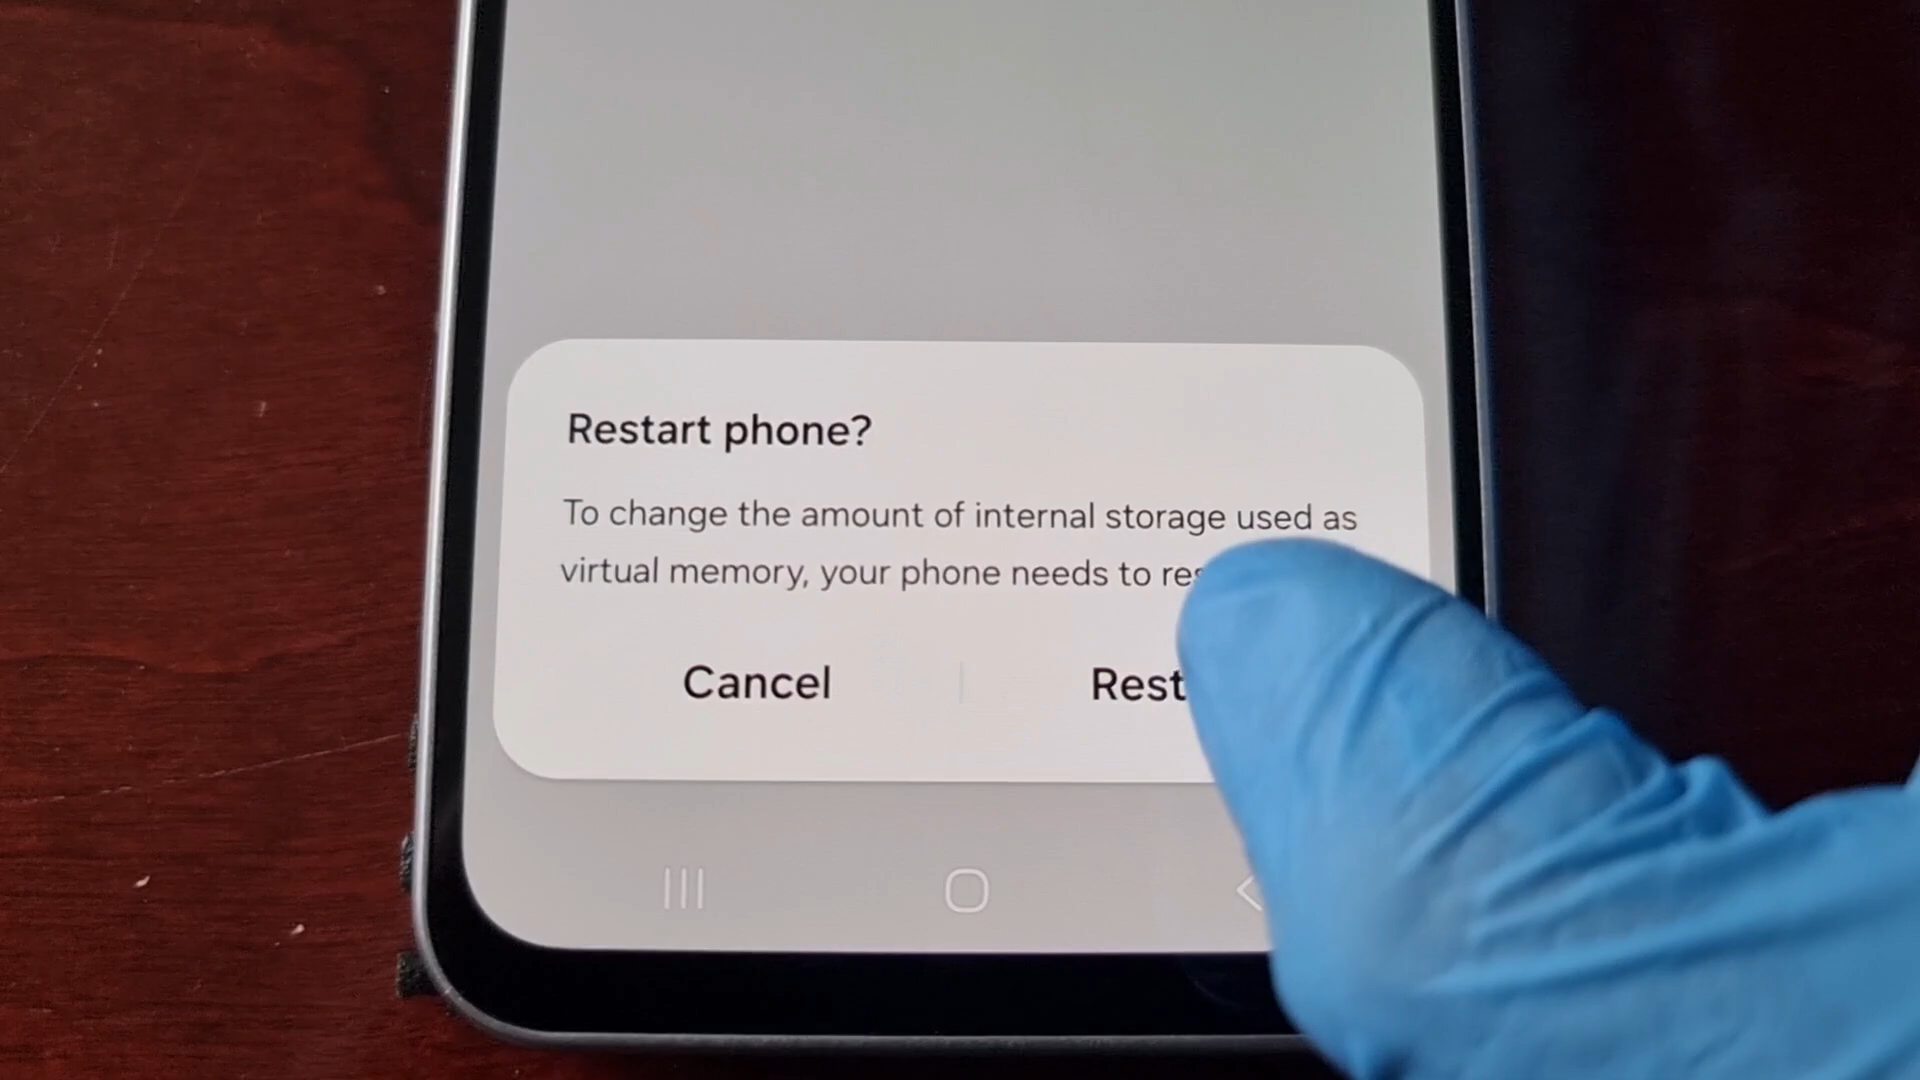 Restart phone?
To change the amount of internal storage used as
virtual memory, your phone needs to
Cancel